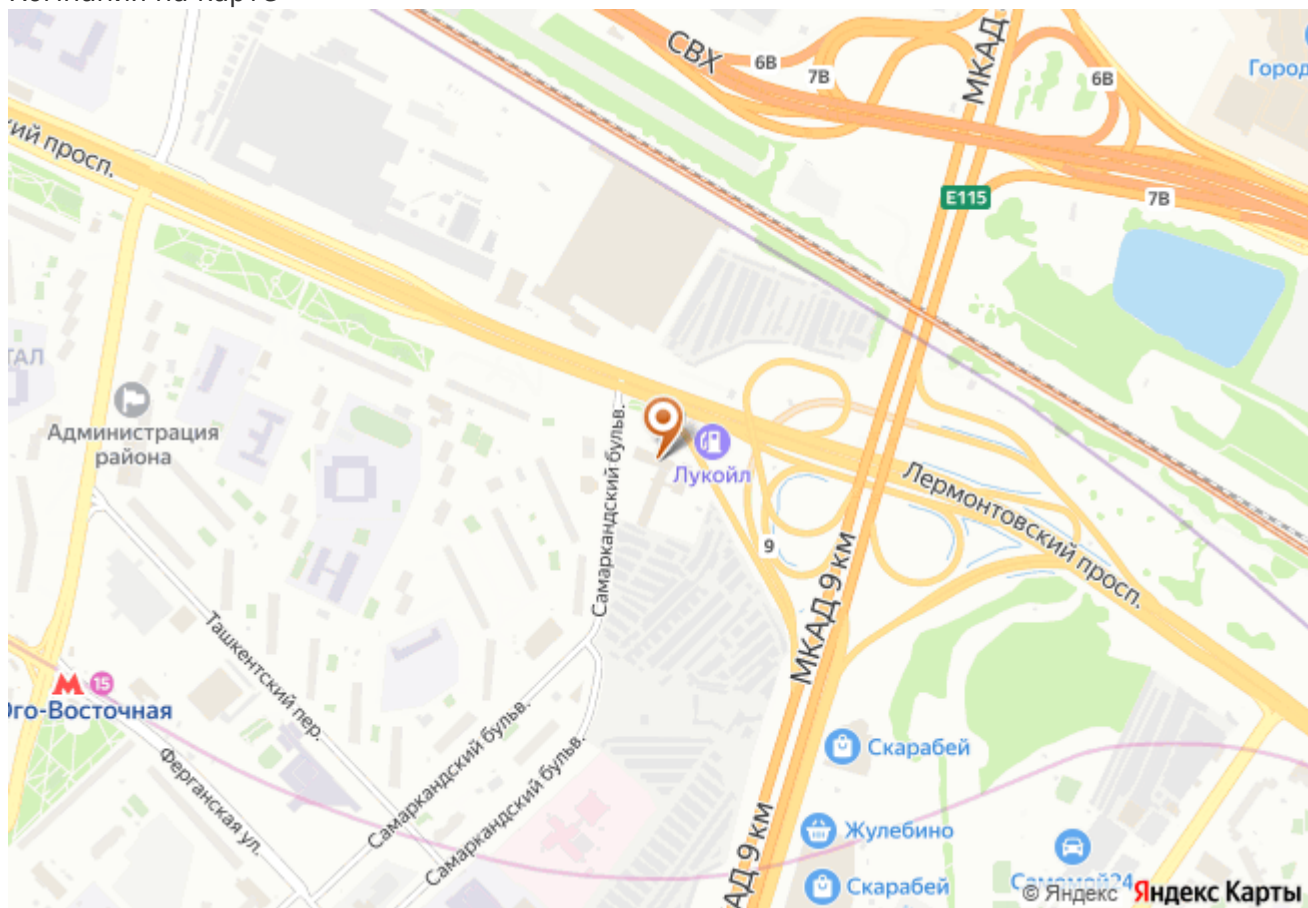 СВХ
6В
7В
МКАД
6В
Город
кий просп.
E115
7В
ТАЛ
Администрация
района
Самаркандский бульв.
Лукойл
Лермонтовский просп.
9
МКАД 9 км
Ташкентский пер.
15
Юго-Восточная
Ферганская ул.
Самаркандский бульв.
Самаркандский бульв.
Скарабей
Жулебино
АД 9 км
Скарабей
© Яндекс Яндекс Карты